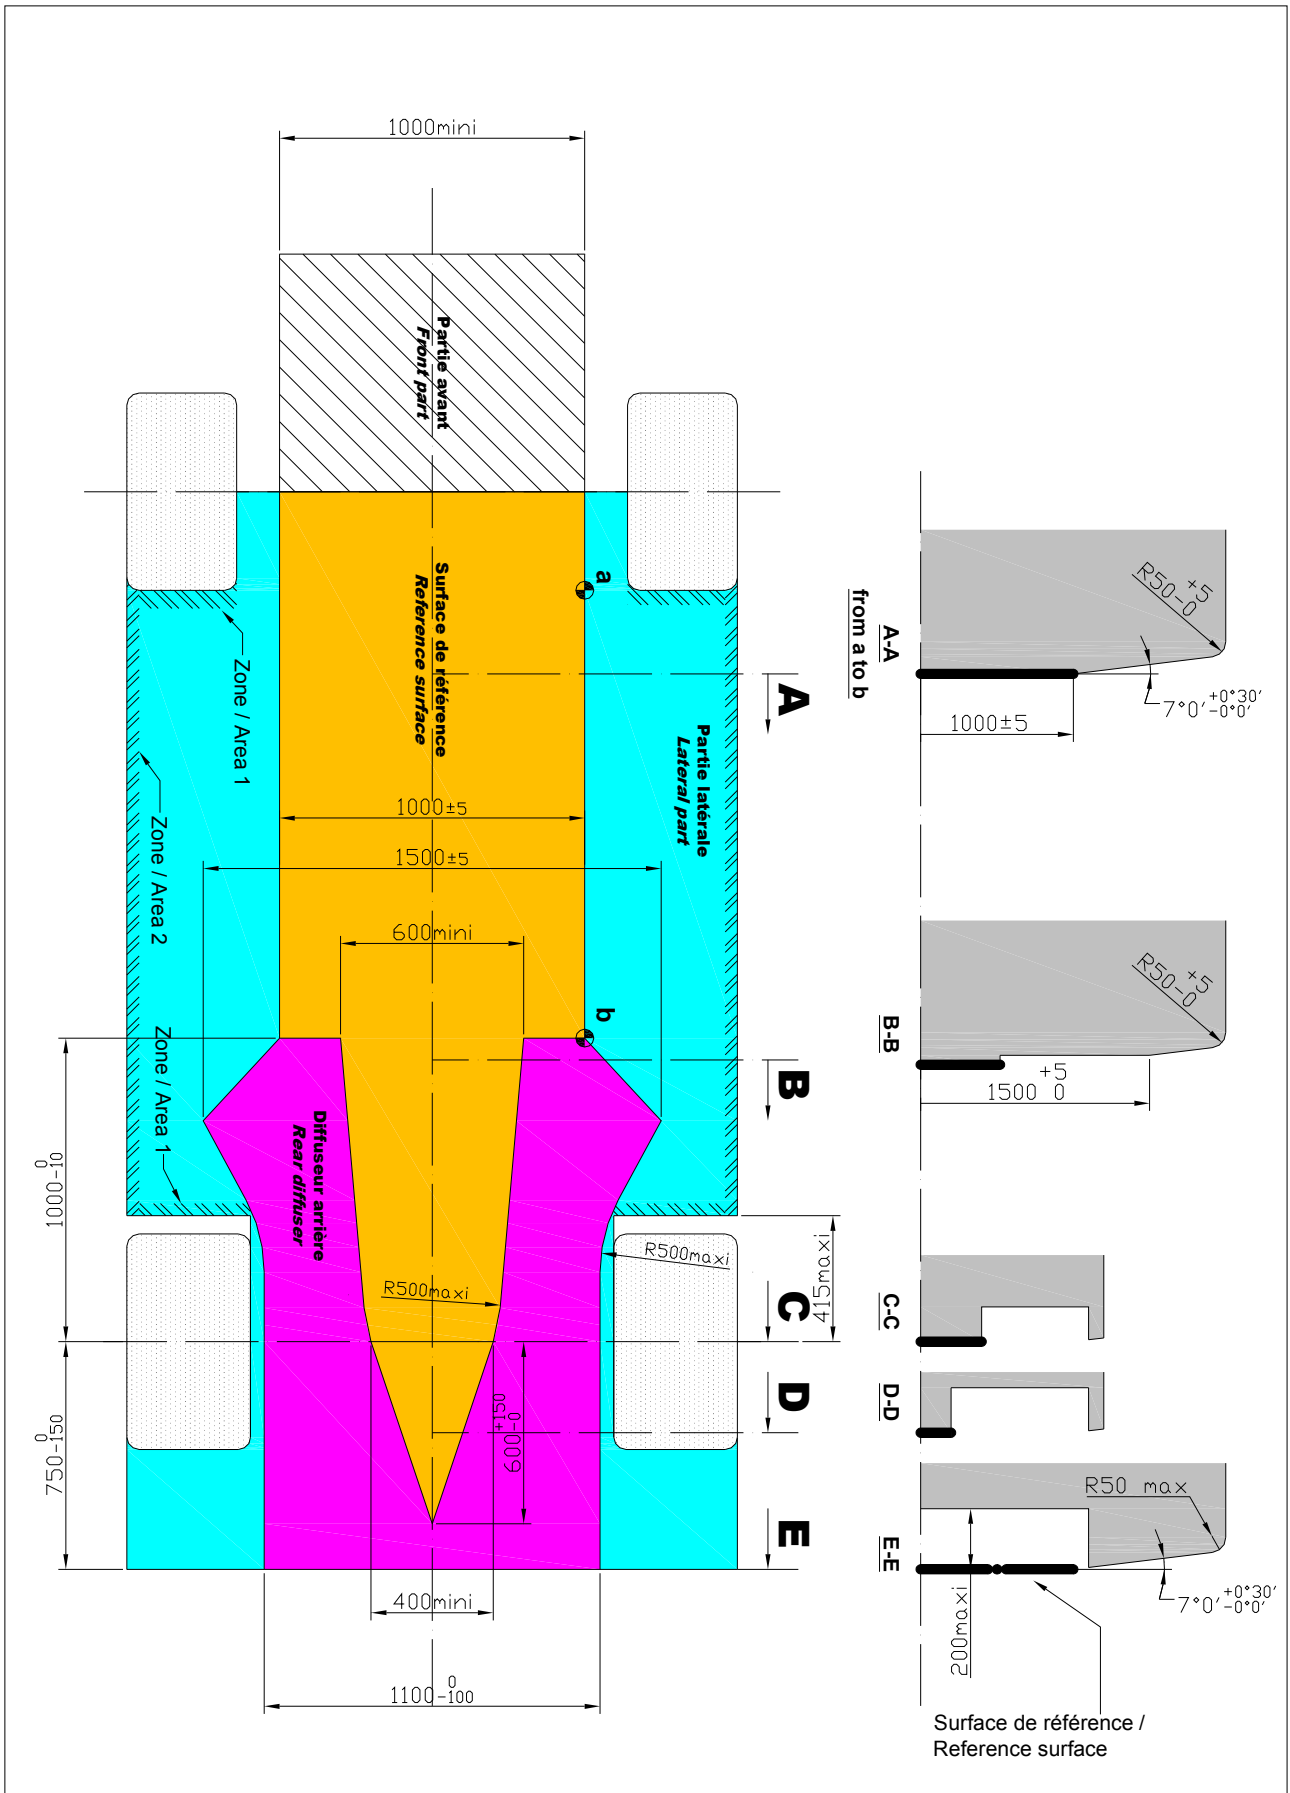 1000mini
Partie avant
Front part
a
Surface de référence
Reference surface
A
Zone / Area 1
Partie latérale
Lateral part
1000±5
1500±5
Zone / Area 2
600mini
b
B
Zone / Area 1
Diffuseur arrière
Rear diffuser
1000 0 -10
R500maxi
R500maxi
415maxi
C
D
600 +150 -0
750 0 -150
E
400mini
1100 0 -100
R50 +5 -0
A-A
from a to b
7°0' +0°30' -0°0'
1000±5
R50 +5 -0
B-B
1500 +5 0
C-C
D-D
R50 max
E-E
7°0' +0°30' -0°0'
200maxi
Surface de référence /
Reference surface